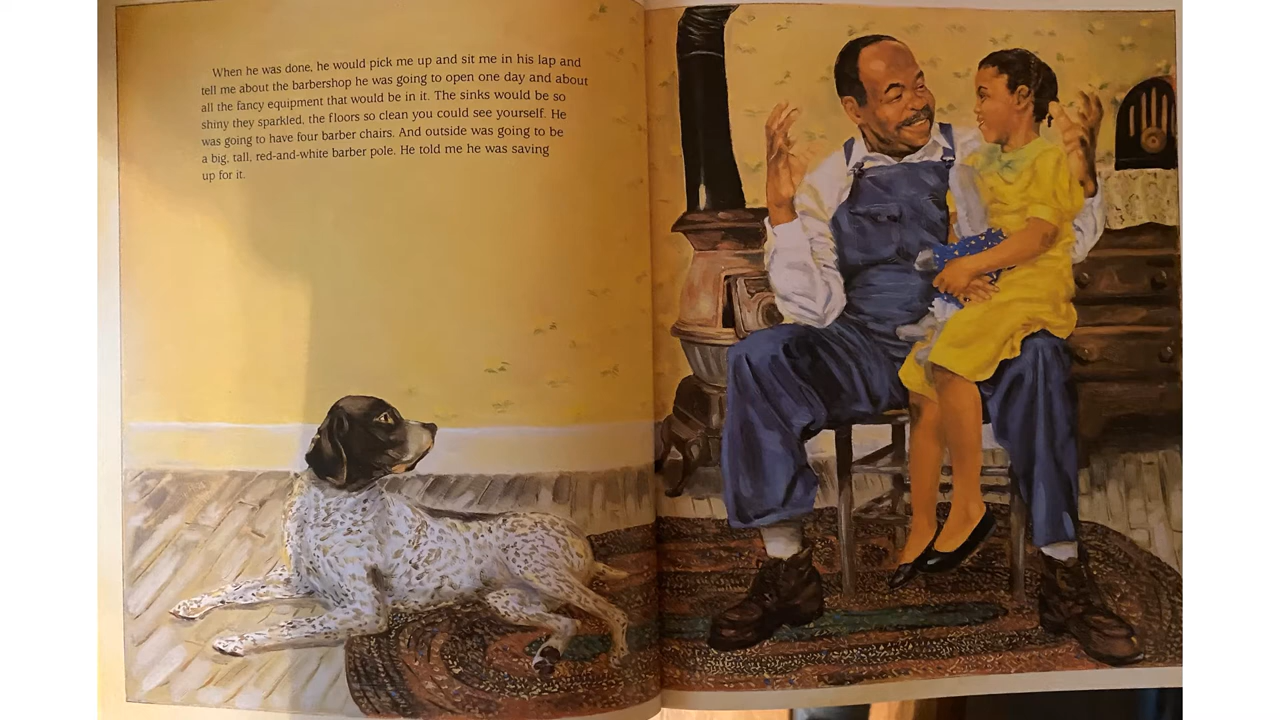 When he was done, he would pick me up and sit me in his lap and
tell me about the barbershop he was going to open one day and about
all the fancy equipment that would be in it. The sinks would be so
shiny they sparkled, the floors so clean you could see yourself. He
was going to have four barber chairs. And outside was going to be
a big, tall, red-and-white barber pole. He told me he was saving
up for it.